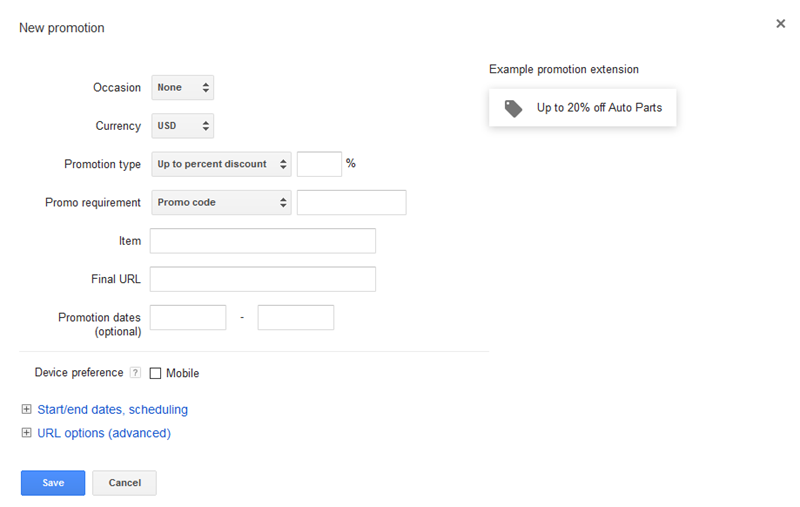 New promotion
×
Example promotion extension
Up to 20% off Auto Parts
Occasion None
Currency USD
Promotion type Up to percent discount %
Promo requirement Promo code
Item
Final URL
Promotion dates -
(optional)
Device preference ? Mobile
Start/end dates, scheduling
URL options (advanced)
Save Cancel